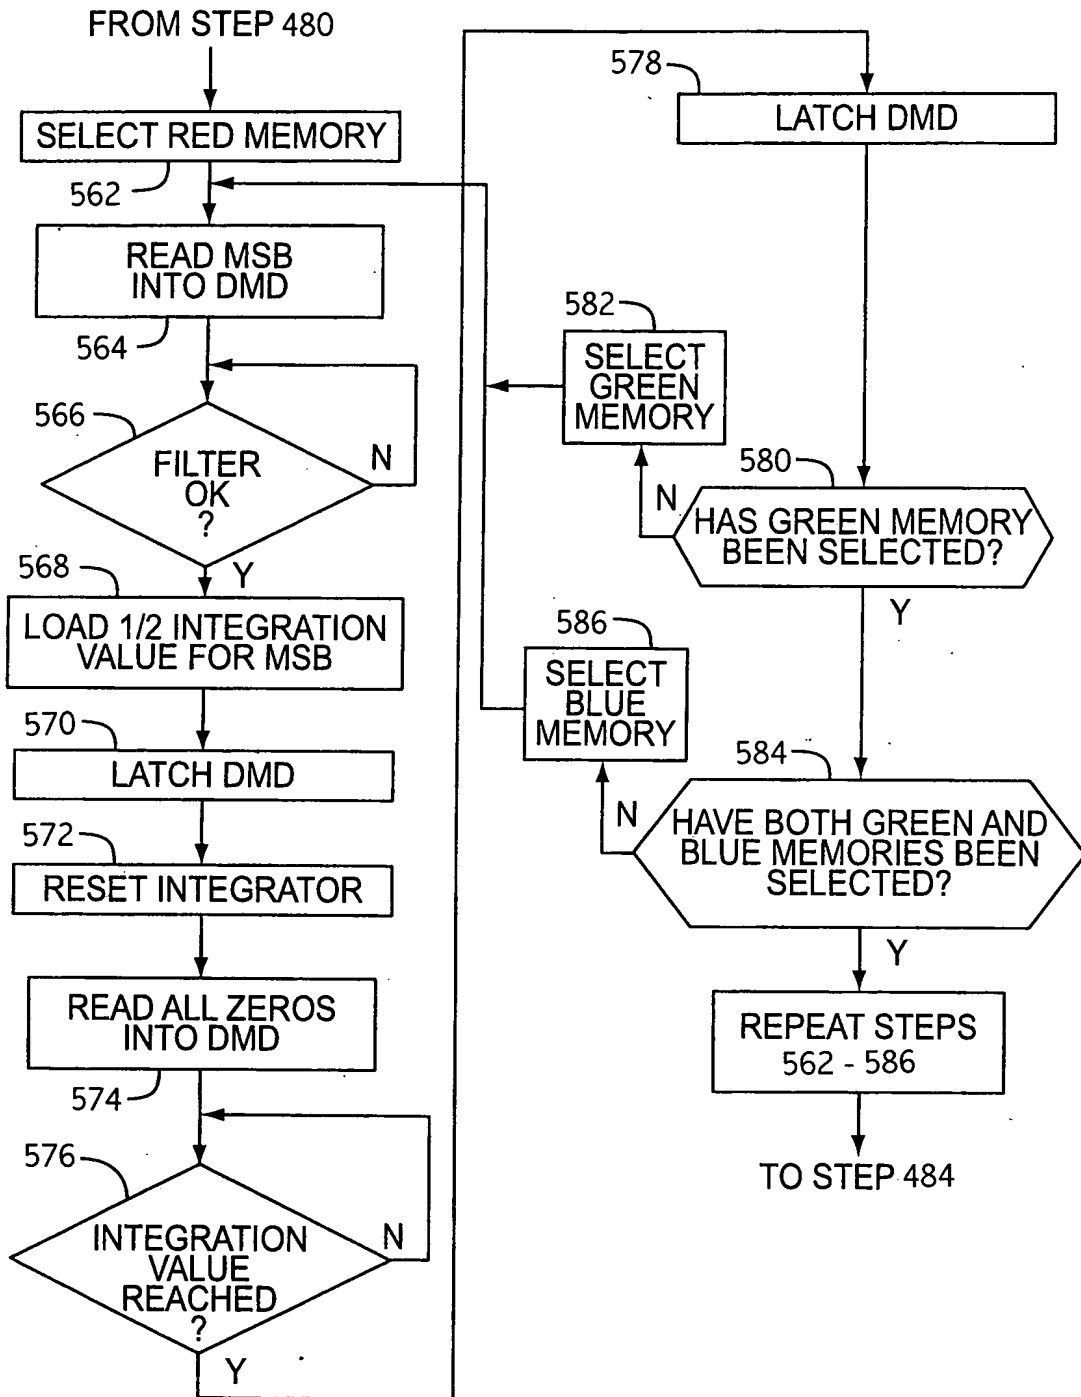 FROM STEP 480
SELECT RED MEMORY
562
READ MSB
INTO DMD
564
566
FILTER
OK
?
N
Y
568
LOAD 1/2 INTEGRATION
VALUE FOR MSB
570
LATCH DMD
572
RESET INTEGRATOR
READ ALL ZEROS
INTO DMD
574
576
INTEGRATION
VALUE
REACHED
?
N
Y
578
LATCH DMD
582
SELECT
GREEN
MEMORY
580
N
HAS GREEN MEMORY
BEEN SELECTED?
Y
586
SELECT
BLUE
MEMORY
584
N
HAVE BOTH GREEN AND
BLUE MEMORIES BEEN
SELECTED?
Y
REPEAT STEPS
562 - 586
TO STEP 484